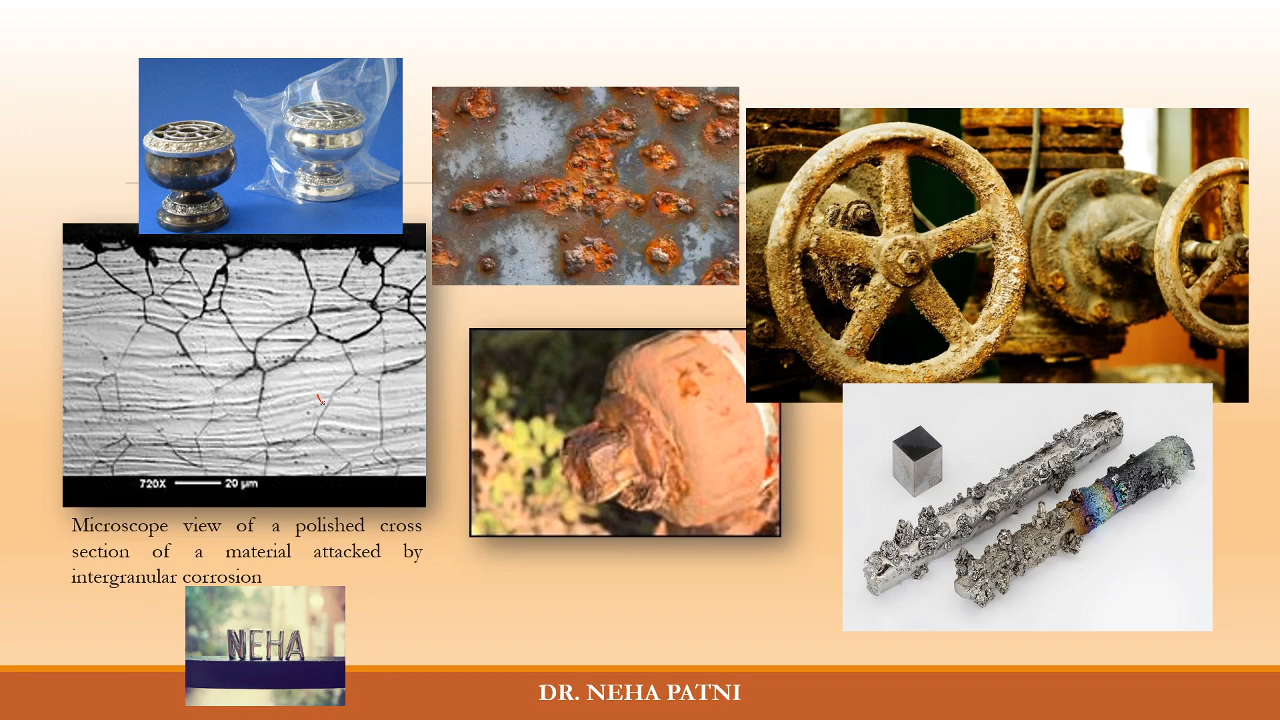 720X 20 µm
Microscope view of a polished cross
section of a material attacked by
intergranular corrosion
NEHA
DR. NEHA PATNI